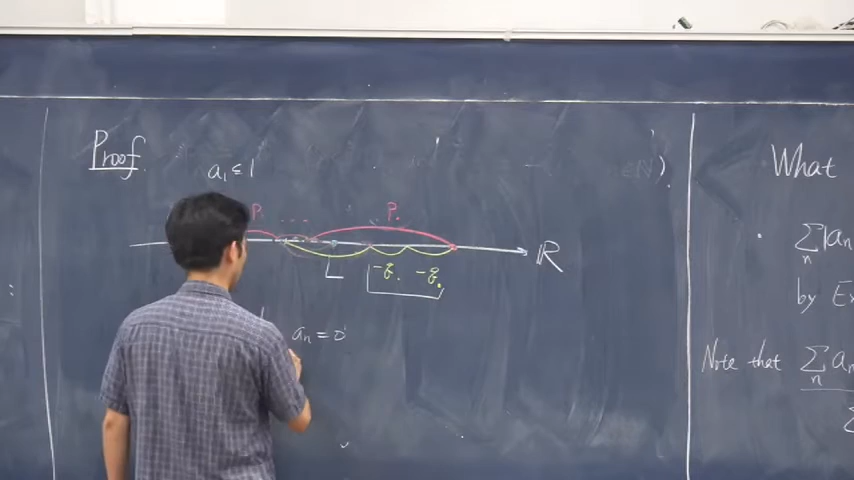 Proof.
a₁ ≤ 1
∈ℕ).
P. ... P.
ℝ
L
-q. -q.
aₙ = 0
:
What
∑ₙ |aₙ
by Ex
Note that ∑ₙ aₙ
∑